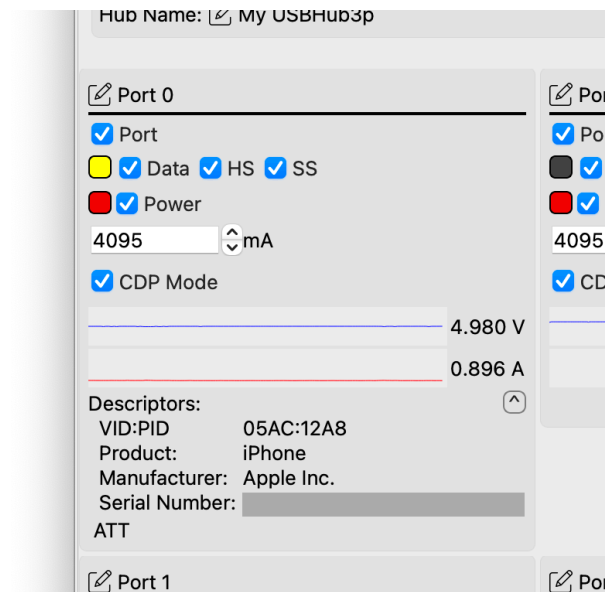 Hub Name: My USBHub3p
Port 0
Port
Data HS SS
Power
4095 mA
CDP Mode
4.980 V
0.896 A
Descriptors:
VID:PID 05AC:12A8
Product: iPhone
Manufacturer: Apple Inc.
Serial Number:
ATT
Port 1
4095